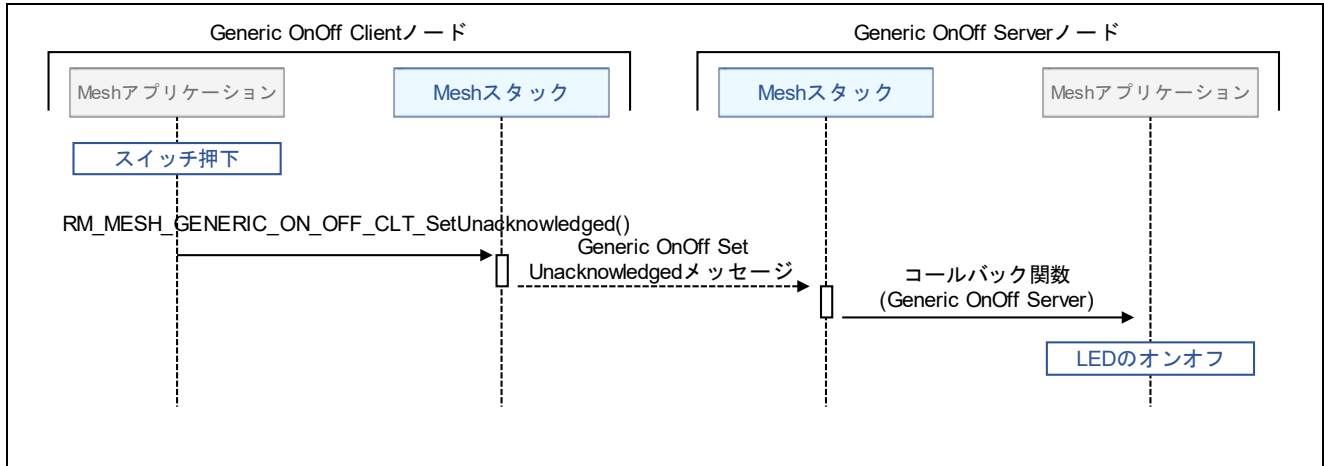 Generic OnOff Clientノード
Generic OnOff Serverノード
Meshアプリケーション
Meshスタック
Meshスタック
Meshアプリケーション
スイッチ押下
RM_MESH_GENERIC_ON_OFF_CLT_SetUnacknowledged()
Generic OnOff Set
Unacknowledgedメッセージ
コールバック関数
(Generic OnOff Server)
LEDのオンオフ